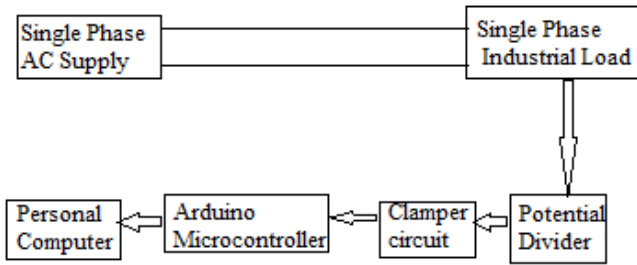 Single Phase
AC Supply
Single Phase
Industrial Load
Personal
Computer
Arduino
Microcontroller
Clamper
circuit
Potential
Divider